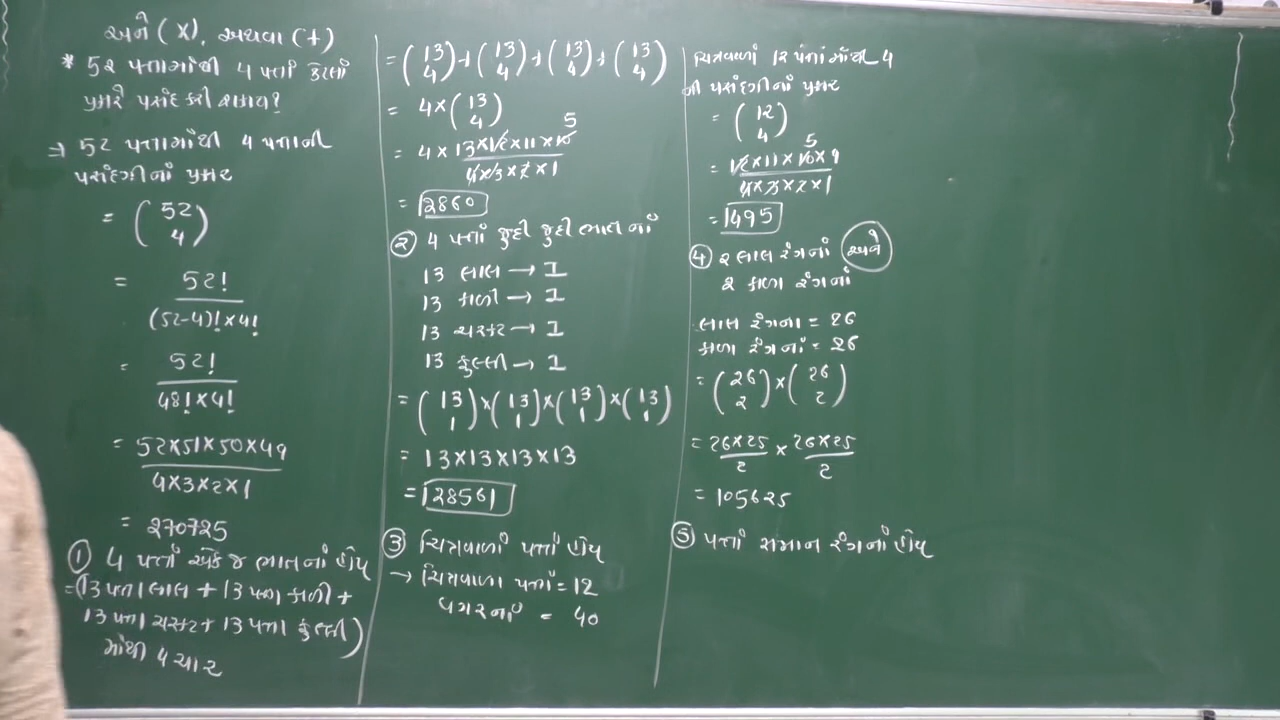 અને (×), અથવા (+)
* 52 પત્તામાંથી 4 પત્તાં કેટલાં
પ્રકારે પસંદ કરી શકાય?
→ 52 પત્તામાંથી 4 પત્તાની
પસંદગીનાં પ્રકાર
= (52 4)
= 52! / (52-4)! × 4!
= 52! / 48! × 4!
= 52×51×50×49 / 4×3×2×1
= 270725
① 4 પત્તાં એક જ ભાતનાં હોય
= (13 પત્તા લાલ + 13 પત્તા કાળી +
13 પત્તા ચરકટ + 13 પત્તા ફુલ્લી)
માંથી 4 ચાર
= (13 4) + (13 4) + (13 4) + (13 4)
= 4 × (13 4)
5
= 4 × 13×12×11×10 / 4×3×2×1
= 2860
② 4 પત્તાં જુદી જુદી ભાતનાં
13 લાલ → 1
13 કાળી → 1
13 ચરકટ → 1
13 ફુલ્લી → 1
= (13 1) × (13 1) × (13 1) × (13 1)
= 13×13×13×13
= 28561
③ ચિત્રવાળાં પત્તાં હોય
→ ચિત્રવાળા પત્તાં = 12
વગરનાં = 40
ચિત્રવાળાં 12 પત્તાંમાંથી 4
ની પસંદગીનાં પ્રકાર
= (12 4)
5
= 12×11×10×9 / 4×3×2×1
= 495
④ 2 લાલ રંગનાં અને
2 કાળા રંગનાં
લાલ રંગના = 26
કાળા રંગનાં = 26
= (26 2) × (26 2)
= 26×25 / 2 × 26×25 / 2
= 105625
⑤ પત્તાં સમાન રંગનાં હોય